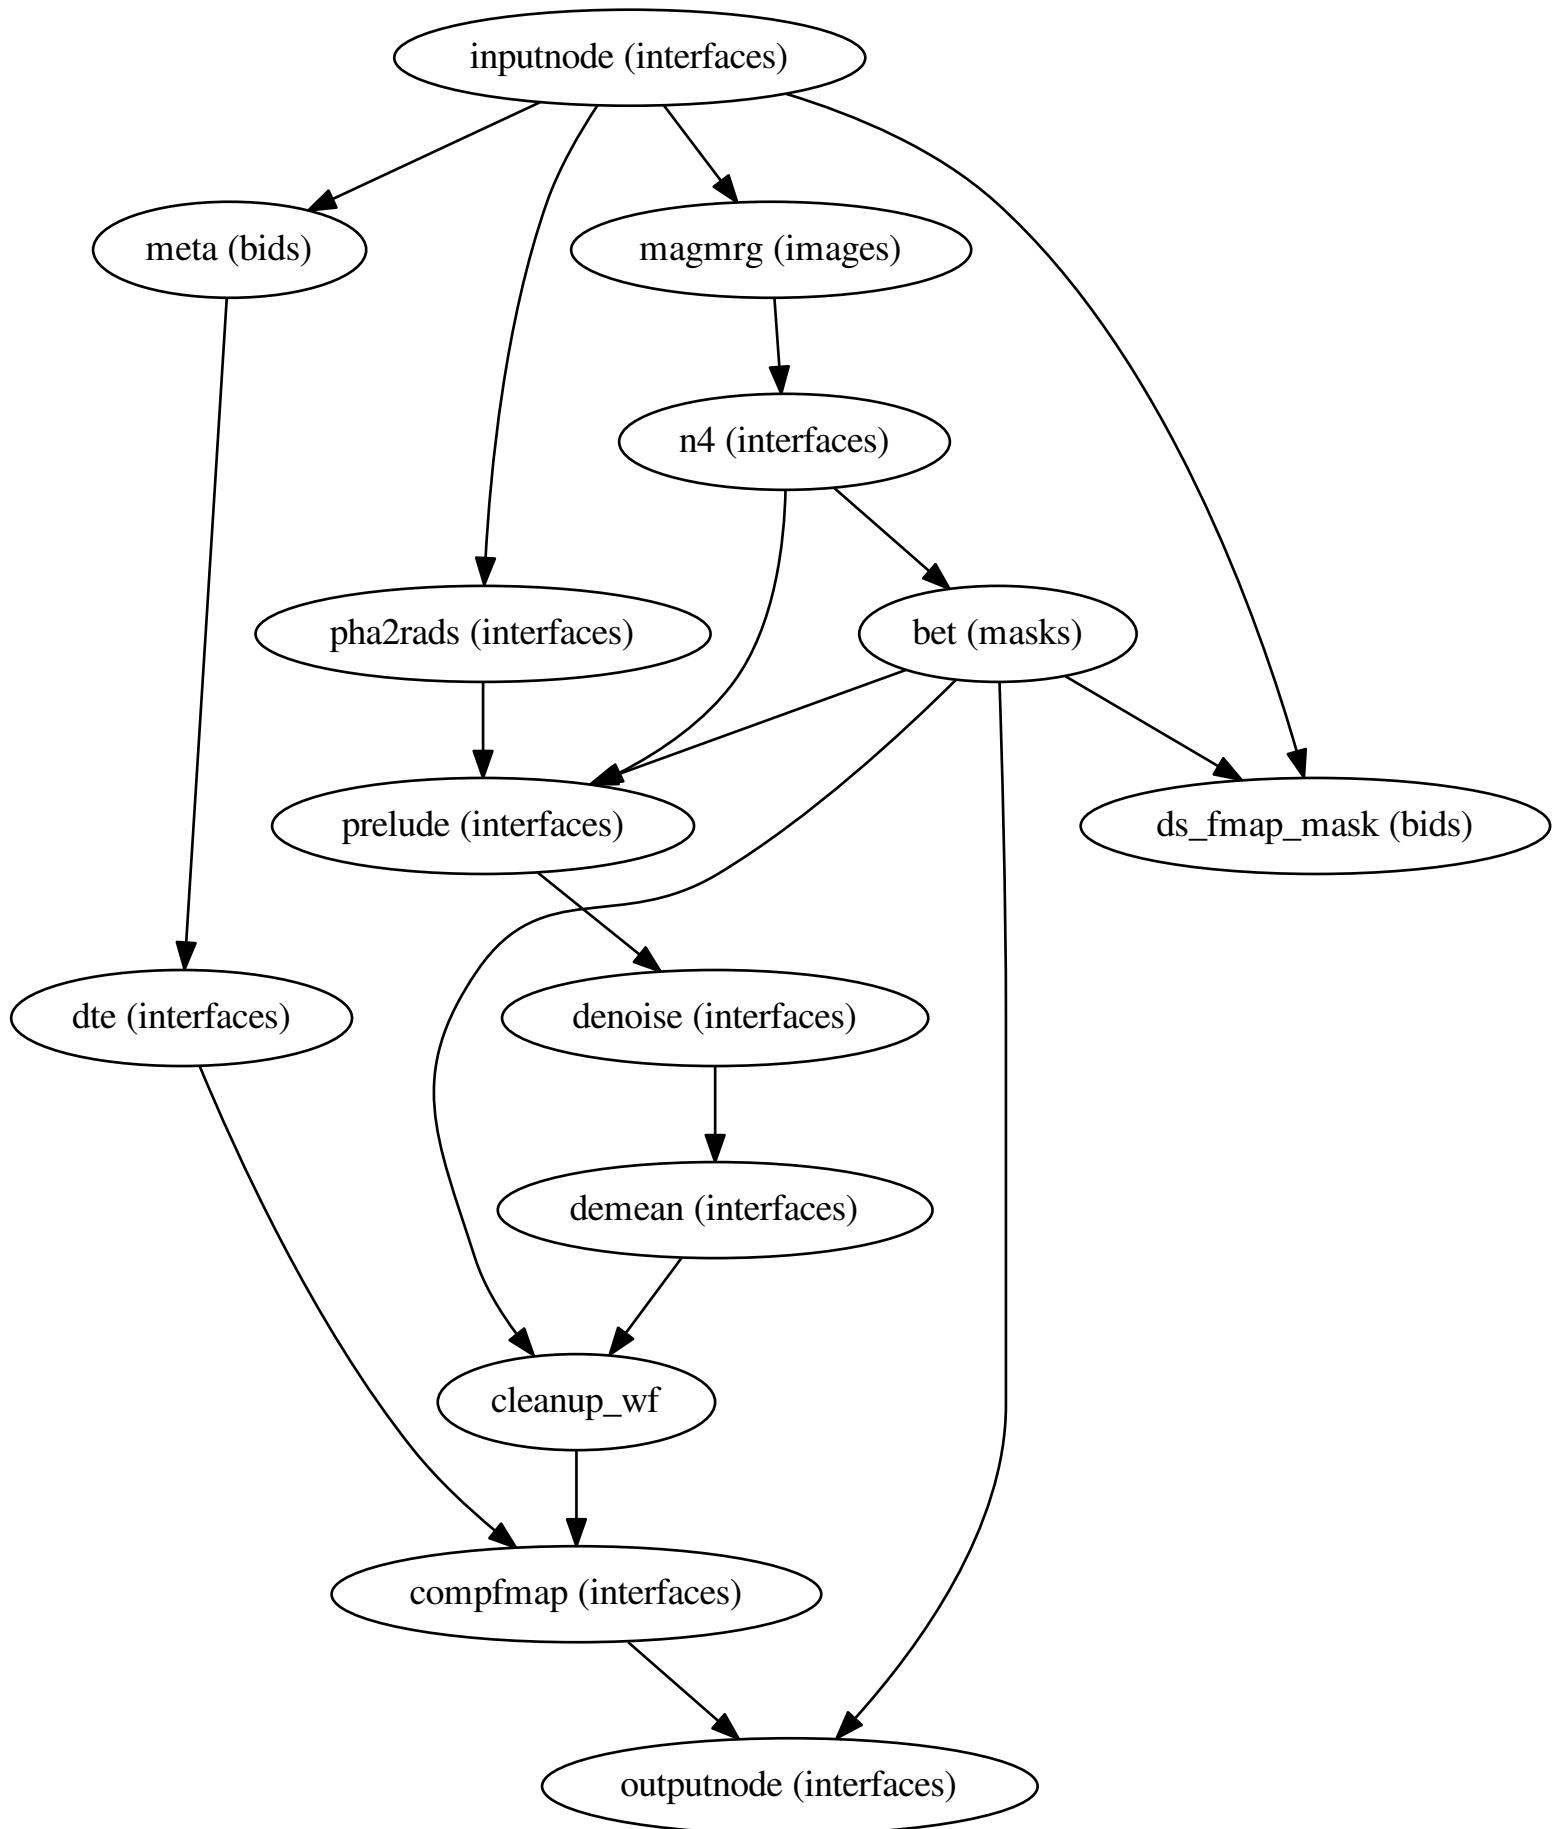 inputnode (interfaces)
meta (bids)
magmrg (images)
n4 (interfaces)
pha2rads (interfaces)
bet (masks)
prelude (interfaces)
ds_fmap_mask (bids)
dte (interfaces)
denoise (interfaces)
demean (interfaces)
cleanup_wf
compfmap (interfaces)
outputnode (interfaces)